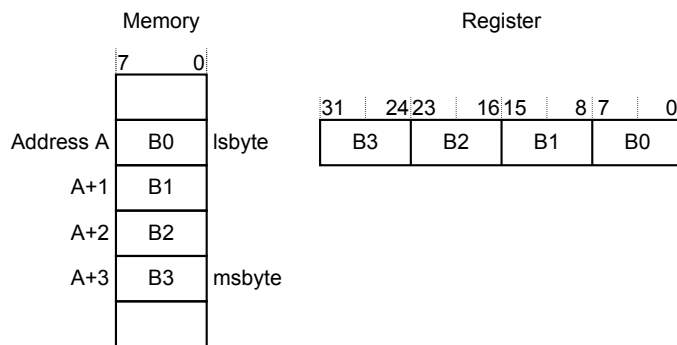 Memory Register
7 0
31 24 23 16 15 8 7 0
Address A B0 lsbyte B3 B2 B1 B0
A+1 B1
A+2 B2
A+3 B3 msbyte